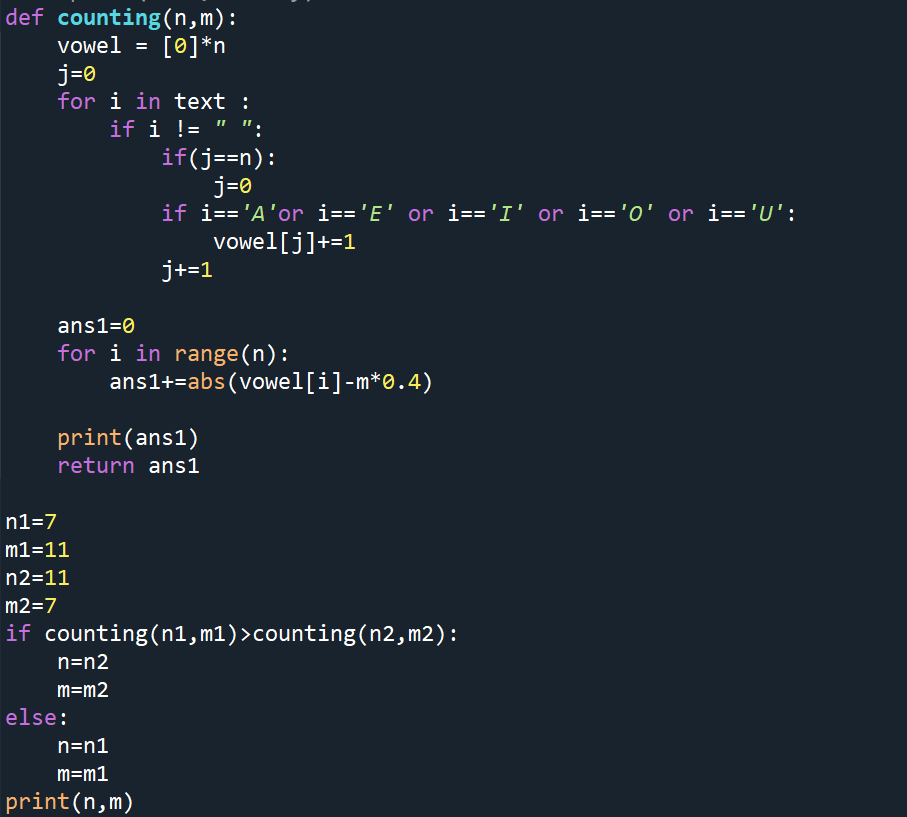 def counting(n,m):
    vowel = [0]*n
    j=0
    for i in text :
        if i != " ":
            if(j==n):
                j=0
            if i=='A'or i=='E' or i=='I' or i=='O' or i=='U':
                vowel[j]+=1
            j+=1

    ans1=0
    for i in range(n):
        ans1+=abs(vowel[i]-m*0.4)

    print(ans1)
    return ans1

n1=7
m1=11
n2=11
m2=7
if counting(n1,m1)>counting(n2,m2):
    n=n2
    m=m2
else:
    n=n1
    m=m1
print(n,m)